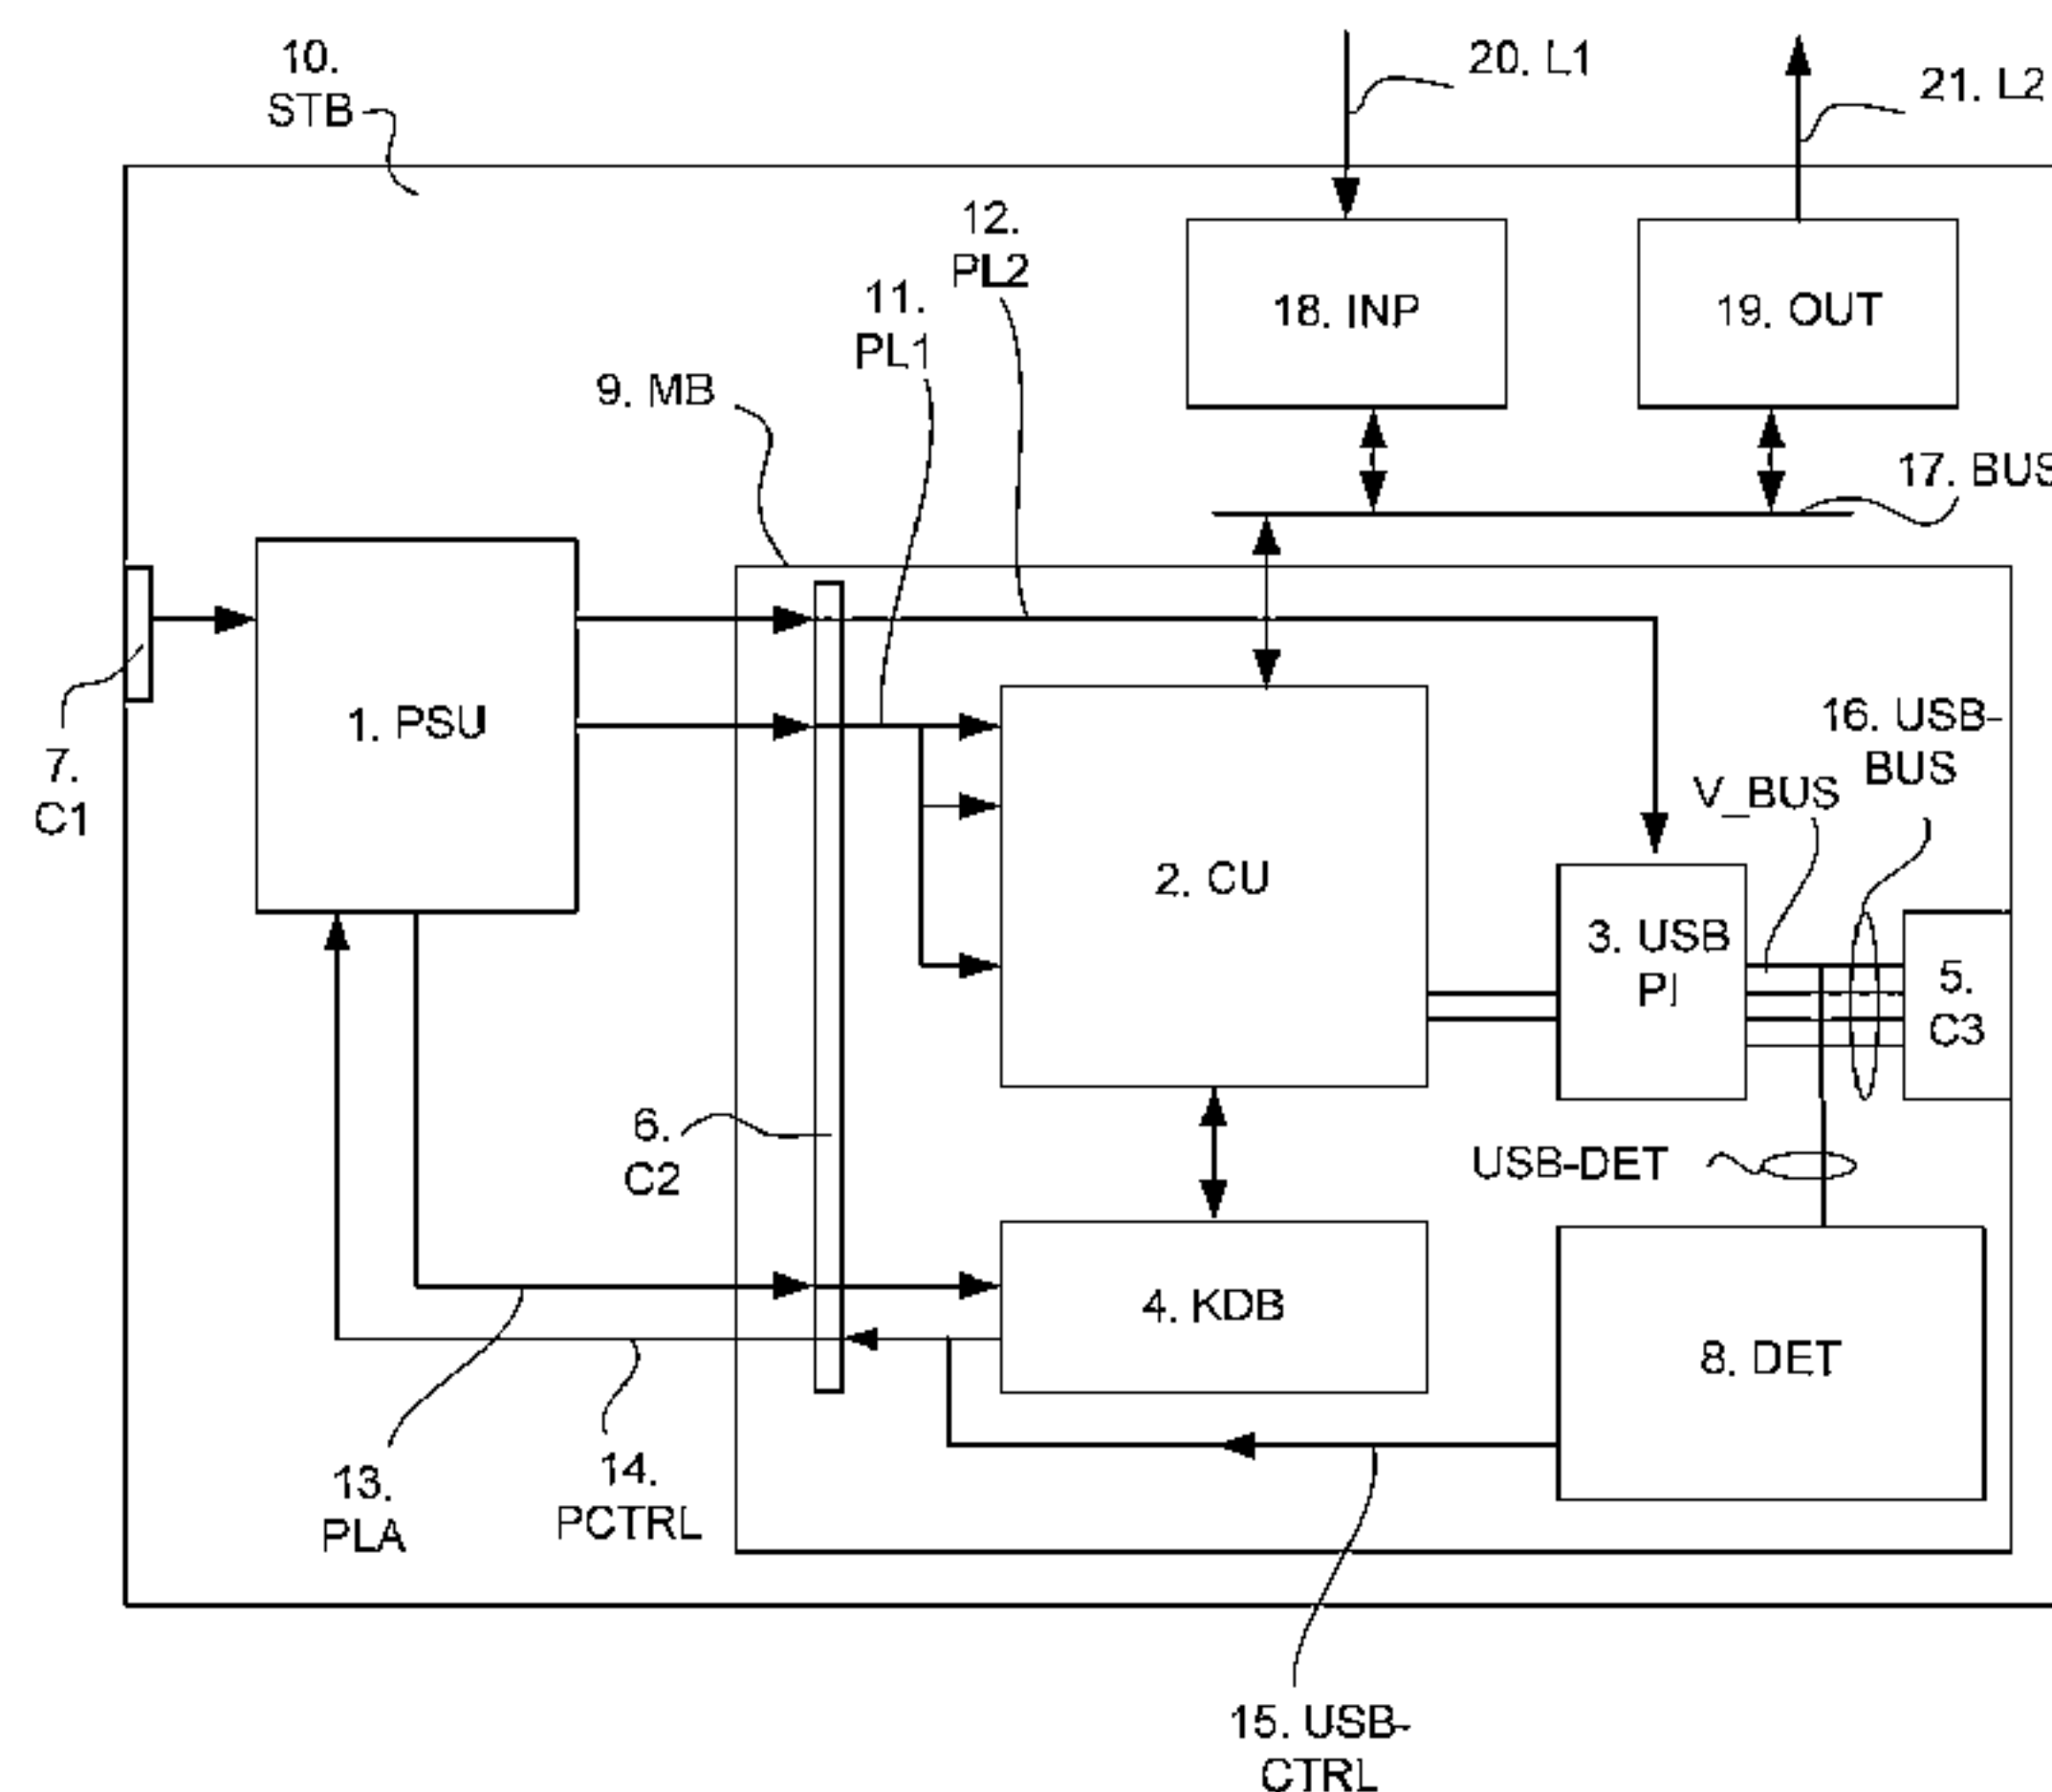 10.
STB
20. L1
21. L2
12.
PL2
11.
PL1
9. MB
18. INP
19. OUT
17. BUS
1. PSU
7.
C1
2. CU
16. USB-
BUS
V_BUS
3. USB
PI
5.
C3
6.
C2
USB-DET
4. KDB
8. DET
13.
PLA
14.
PCTRL
15. USB-
CTRL